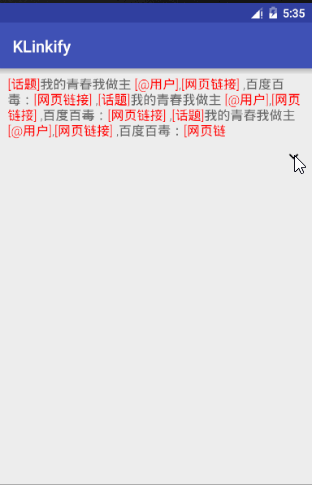 5:35
KLinkify
[话题]我的青春我做主 [@用户],[网页链接] ,百度百
毒：[网页链接] ,[话题]我的青春我做主 [@用户],[网页
链接] ,百度百毒：[网页链接] ,[话题]我的青春我做主
[@用户],[网页链接] ,百度百毒：[网页链